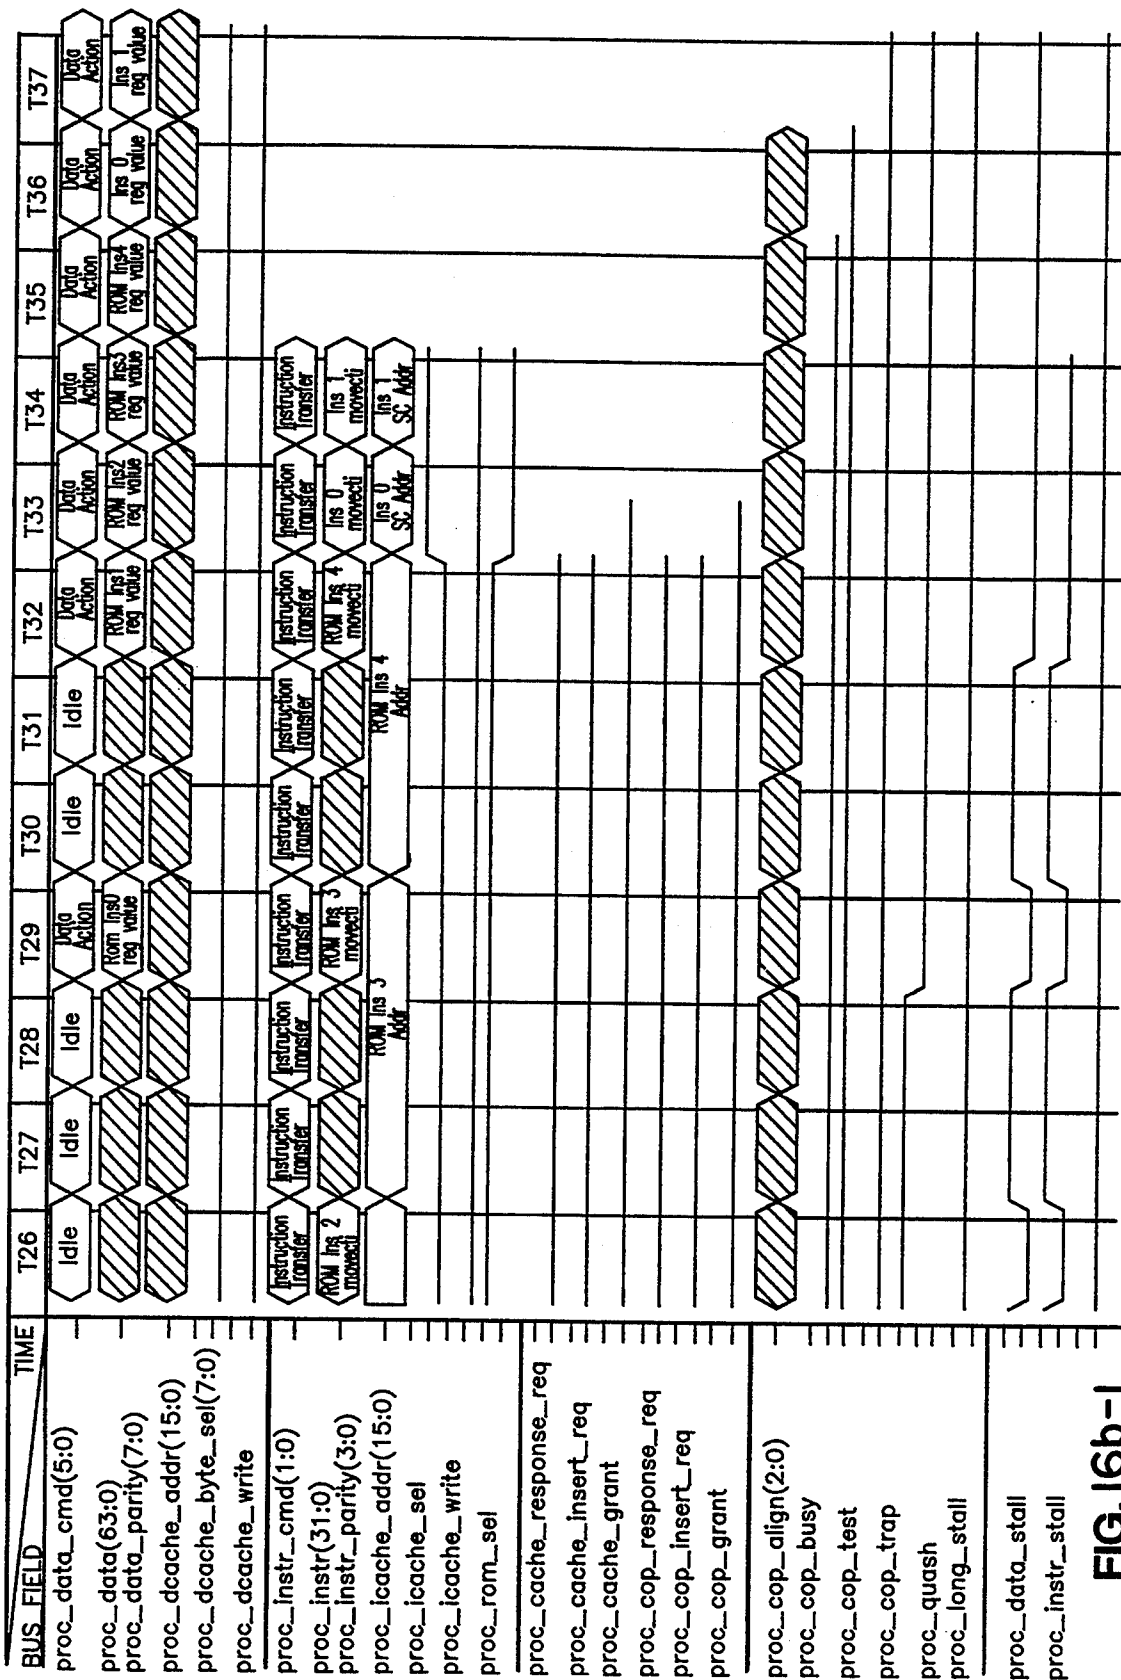 BUS FIELD TIME T26 T27 T28 T29 T30 T31 T32 T33 T34 T35 T36 T37
proc_data_cmd(5:0) Idle Idle Idle Data Action Idle Idle Data Action Data Action Data Action Data Action Data Action Data Action
proc_data(63:0) Rom Ins0 reg value ROM Ins1 reg value ROM Ins2 reg value ROM Ins3 reg value ROM Ins4 reg value Ins 0 reg value Ins 1 reg value
proc_data_parity(7:0)
proc_dcache_addr(15:0)
proc_dcache_byte_sel(7:0)
proc_dcache_write
proc_instr_cmd(1:0) Instruction Transfer Instruction Transfer Instruction Transfer Instruction Transfer Instruction Transfer Instruction Transfer Instruction Transfer Instruction Transfer Instruction Transfer
proc_instr(31:0) ROM Ins 2 movecti ROM Ins 3 movecti ROM Ins 4 movecti Ins 0 movecti Ins 1 movecti
proc_instr_parity(3:0)
proc_icache_addr(15:0) ROM Ins 3 Addr ROM Ins 4 Addr Ins 0 SC Addr Ins 1 SC Addr
proc_icache_sel
proc_icache_write
proc_rom_sel
proc_cache_response_req
proc_cache_insert_req
proc_cache_grant
proc_cop_response_req
proc_cop_insert_req
proc_cop_grant
proc_cop_align(2:0)
proc_cop_busy
proc_cop_test
proc_cop_trap
proc_quash
proc_long_stall
proc_data_stall
proc_instr_stall
FIG. 16b-1